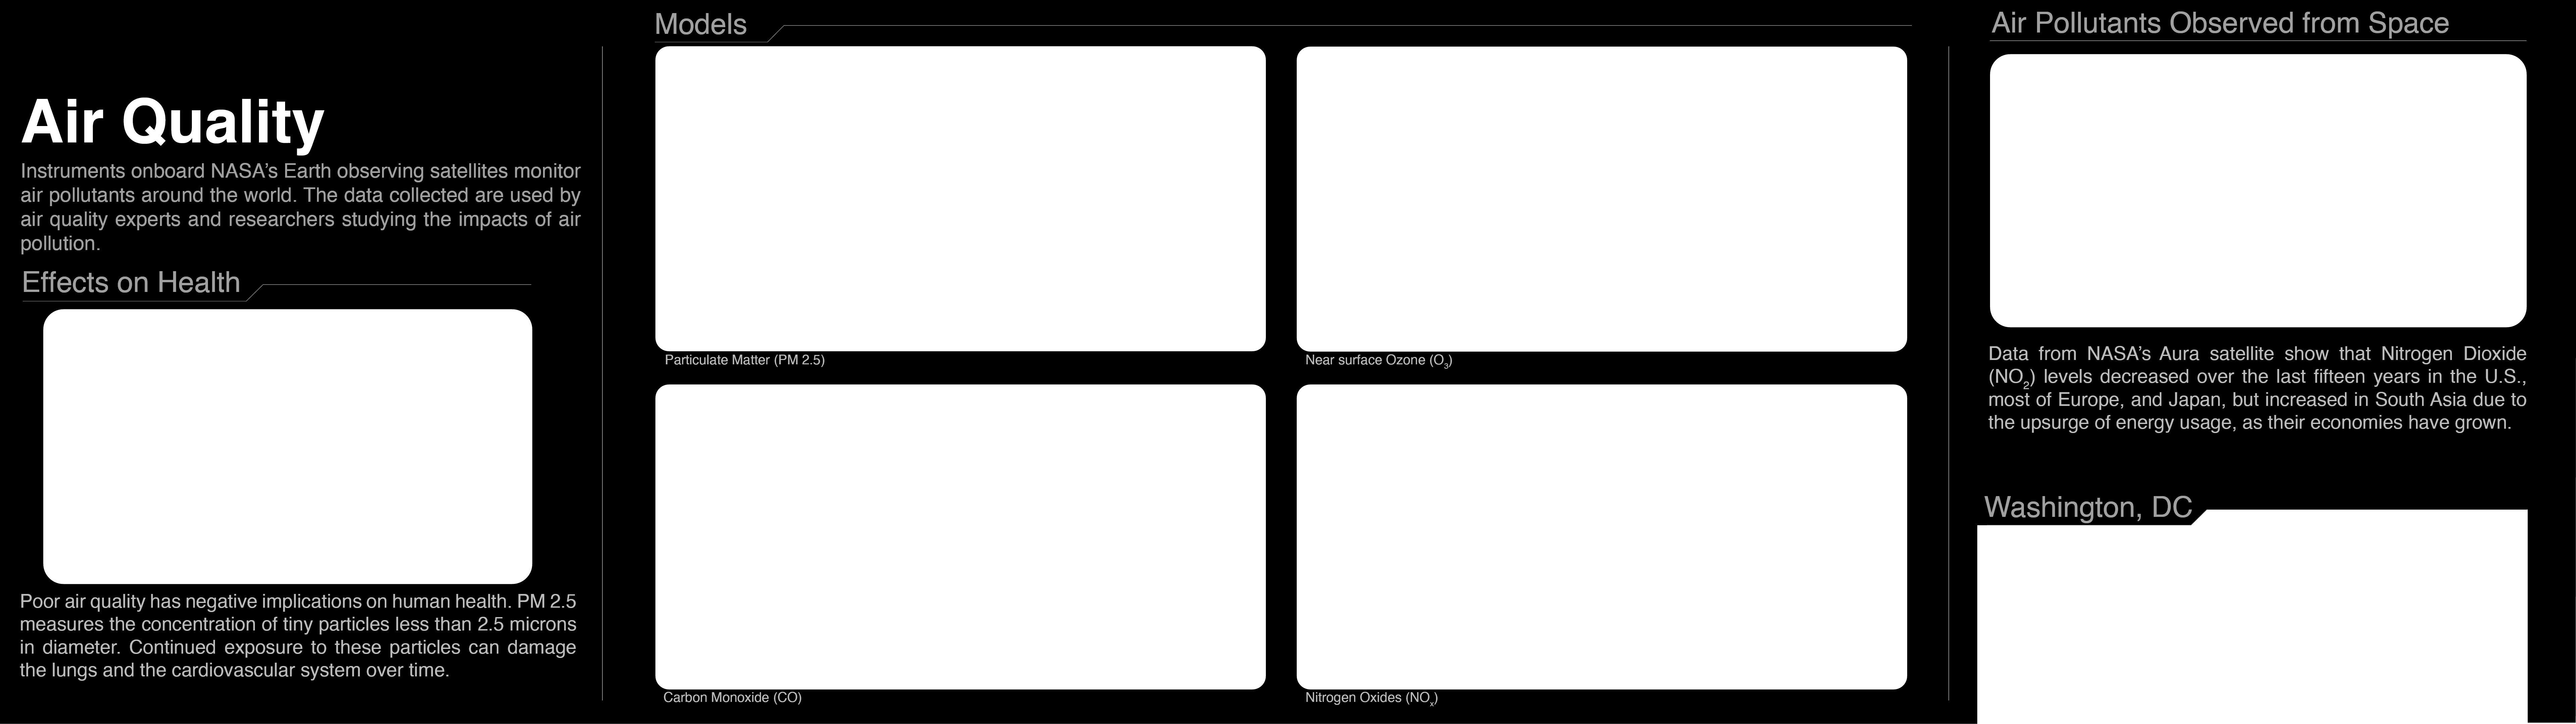 Air Quality
Instruments onboard NASA’s Earth observing satellites monitor
air pollutants around the world. The data collected are used by
air quality experts and researchers studying the impacts of air
pollution.
Effects on Health
Poor air quality has negative implications on human health. PM 2.5
measures the concentration of tiny particles less than 2.5 microns
in diameter. Continued exposure to these particles can damage
the lungs and the cardiovascular system over time.
Models
Particulate Matter (PM 2.5)
Near surface Ozone (O₃)
Carbon Monoxide (CO)
Nitrogen Oxides (NOₓ)
Air Pollutants Observed from Space
Data from NASA’s Aura satellite show that Nitrogen Dioxide
(NO₂) levels decreased over the last fifteen years in the U.S.,
most of Europe, and Japan, but increased in South Asia due to
the upsurge of energy usage, as their economies have grown.
Washington, DC